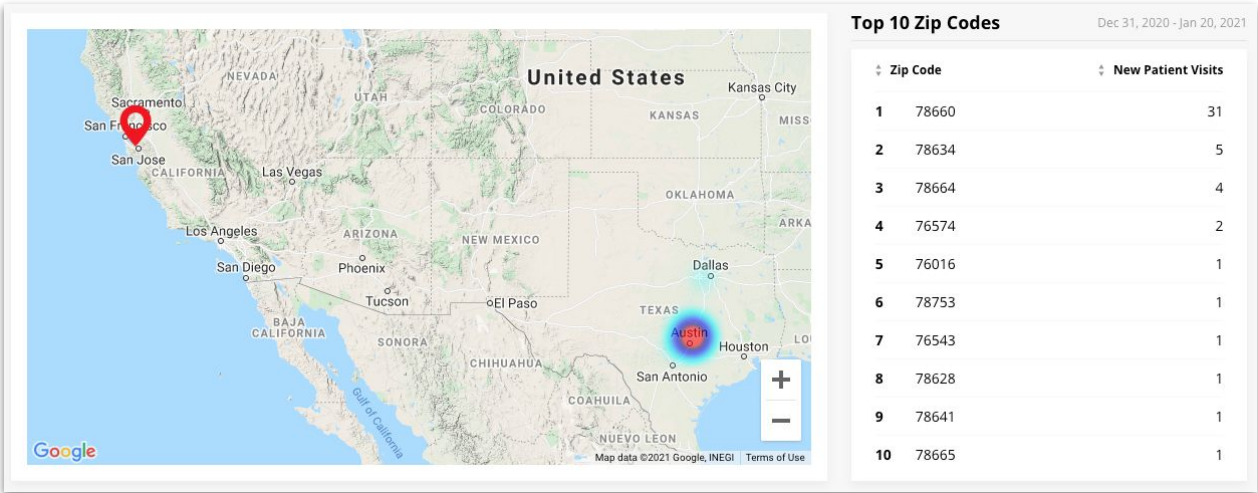 NEVADA
UTAH
United States
Kansas City
COLORADO
KANSAS
MISS
Sacramento
San Francisco
San Jose
CALIFORNIA
Las Vegas
OKLAHOMA
ARKA
Los Angeles
ARIZONA
NEW MEXICO
San Diego
Phoenix
Dallas
Tucson
El Paso
TEXAS
BAJA
CALIFORNIA
SONORA
Austin
Houston
LOU
CHIHUAHUA
San Antonio
+
COAHUILA
−
Gulf of California
NUEVO LEON
Google
Map data ©2021 Google, INEGI
Terms of Use
Top 10 Zip Codes Dec 31, 2020 - Jan 20, 2021
Zip Code New Patient Visits
1 78660 31
2 78634 5
3 78664 4
4 76574 2
5 76016 1
6 78753 1
7 76543 1
8 78628 1
9 78641 1
10 78665 1